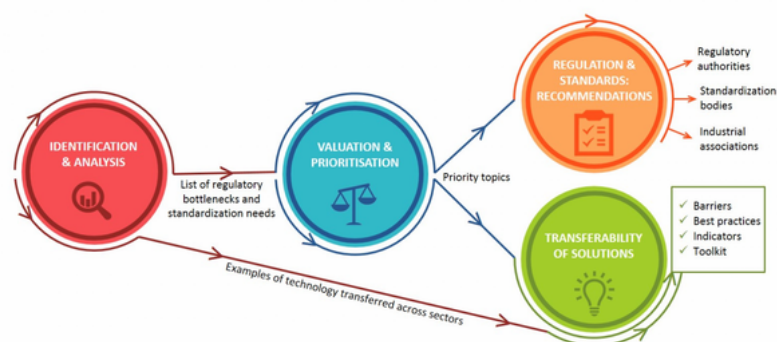 IDENTIFICATION
& ANALYSIS
List of regulatory
bottlenecks and
standardization needs
VALUATION &
PRIORITISATION
Priority topics
REGULATION &
STANDARDS:
RECOMMENDATIONS
Regulatory
authorities
Standardization
bodies
Industrial
associations
Examples of technology transferred across sectors
TRANSFERABILITY
OF SOLUTIONS
✓ Barriers
✓ Best practices
✓ Indicators
✓ Toolkit